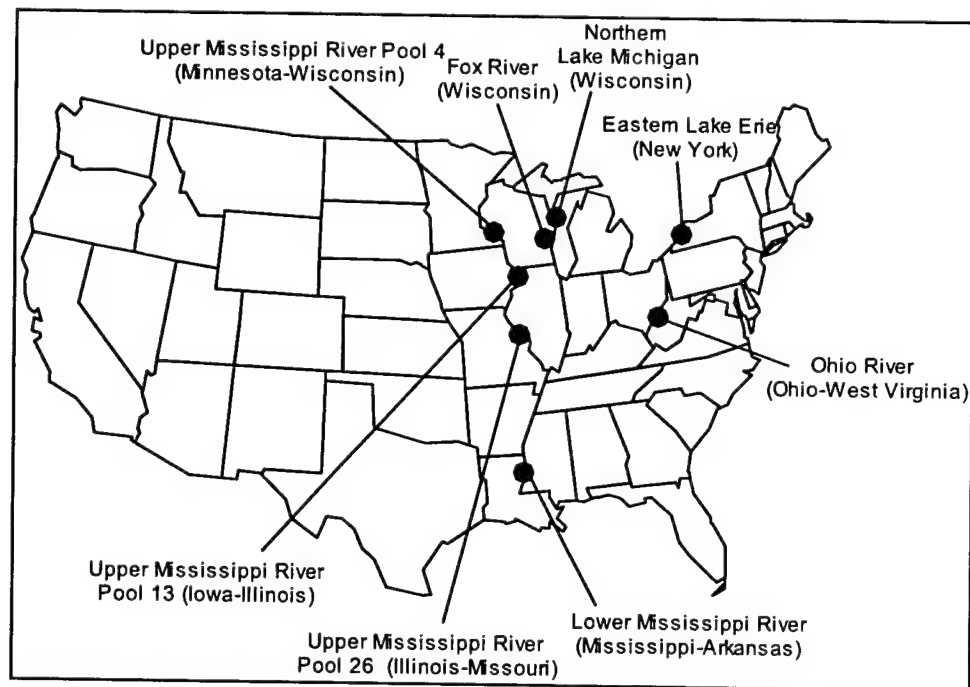 Upper Mississippi River Pool 4
(Minnesota-Wisconsin)
Fox River
(Wisconsin)
Northern
Lake Michigan
(Wisconsin)
Eastern Lake Erie
(New York)
Ohio River
(Ohio-West Virginia)
Upper Mississippi River
Pool 13 (Iowa-Illinois)
Upper Mississippi River
Pool 26 (Illinois-Missouri)
Lower Mississippi River
(Mississippi-Arkansas)